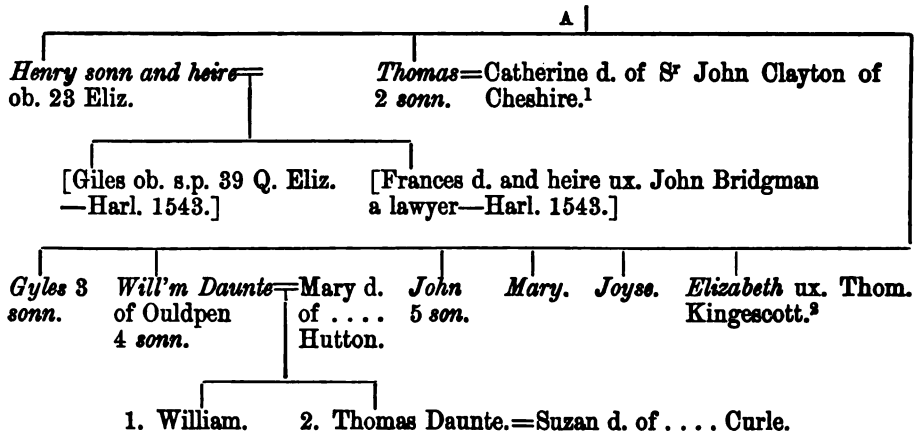 A
Henry sonn and heire=
ob. 23 Eliz.
Thomas=Catherine d. of Sʳ John Clayton of
2 sonn. Cheshire.¹
[Giles ob. s.p. 39 Q. Eliz.
—Harl. 1543.]
[Frances d. and heire ux. John Bridgman
a lawyer—Harl. 1543.]
Gyles 3
sonn.
Will'm Daunte=Mary d.
of Ouldpen of ....
4 sonn. Hutton.
John
5 son.
Mary.
Joyse.
Elizabeth ux. Thom.
Kingescott.²
1. William.
2. Thomas Daunte.=Suzan d. of .... Curle.